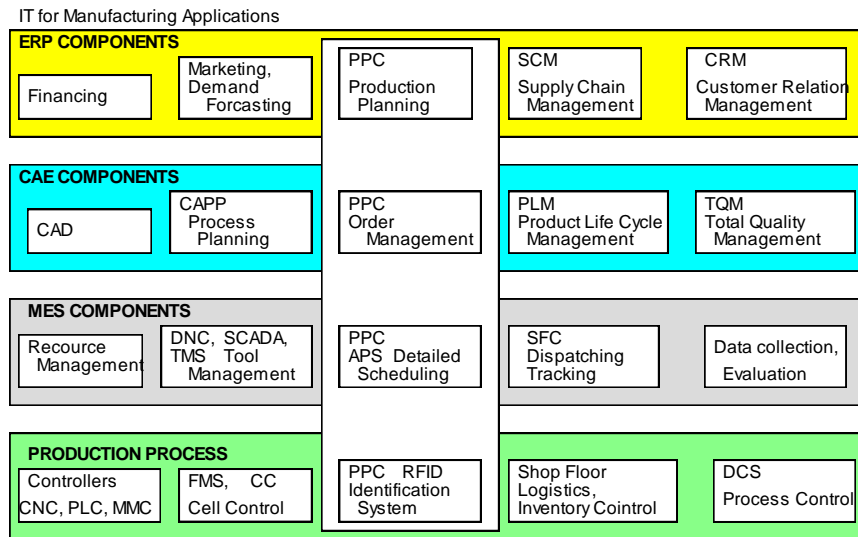 IT for Manufacturing Applications
ERP COMPONENTS
Financing
Marketing,
Demand
Forcasting
PPC
Production
Planning
SCM
Supply Chain
Management
CRM
Customer Relation
Management
CAE COMPONENTS
CAD
CAPP
Process
Planning
PPC
Order
Management
PLM
Product Life Cycle
Management
TQM
Total Quality
Management
MES COMPONENTS
Recource
Management
DNC, SCADA,
TMS Tool
Management
PPC
APS Detailed
Scheduling
SFC
Dispatching
Tracking
Data collection,
Evaluation
PRODUCTION PROCESS
Controllers
CNC, PLC, MMC
FMS, CC
Cell Control
PPC RFID
Identification
System
Shop Floor
Logistics,
Inventory Cointrol
DCS
Process Control